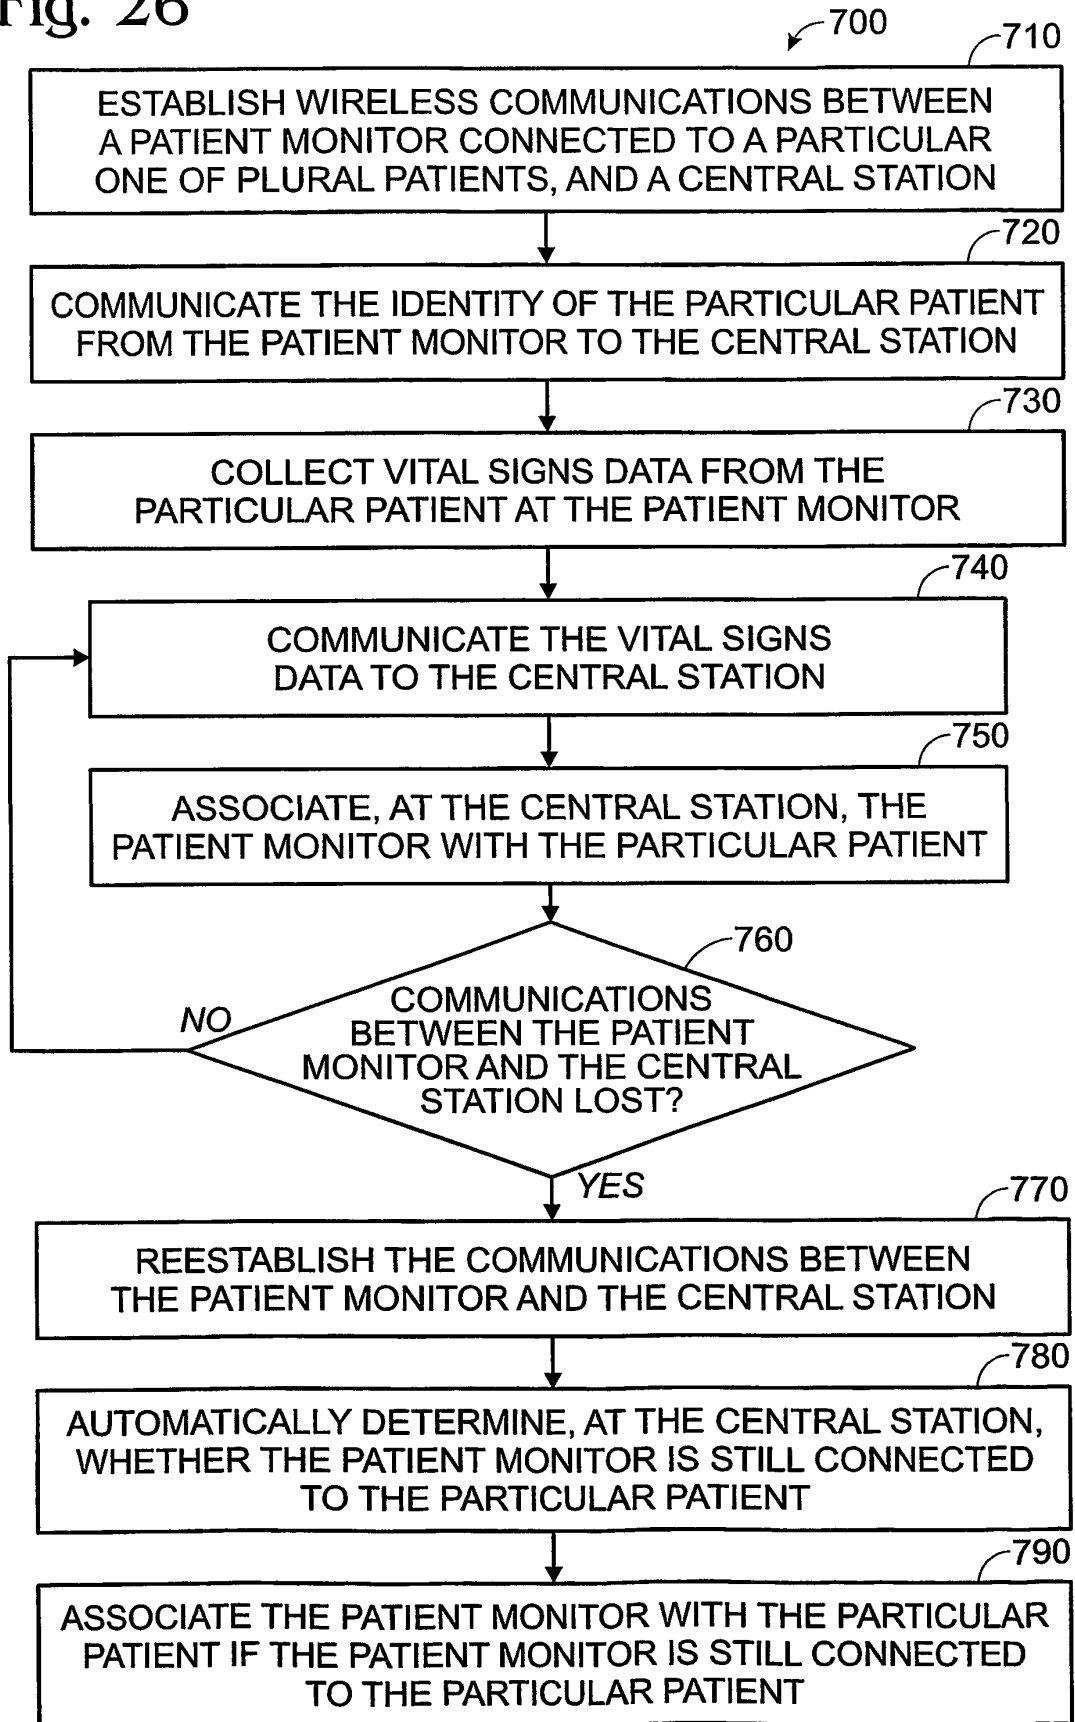 Fig. 26
700
710
ESTABLISH WIRELESS COMMUNICATIONS BETWEEN
A PATIENT MONITOR CONNECTED TO A PARTICULAR
ONE OF PLURAL PATIENTS, AND A CENTRAL STATION
720
COMMUNICATE THE IDENTITY OF THE PARTICULAR PATIENT
FROM THE PATIENT MONITOR TO THE CENTRAL STATION
730
COLLECT VITAL SIGNS DATA FROM THE
PARTICULAR PATIENT AT THE PATIENT MONITOR
740
COMMUNICATE THE VITAL SIGNS
DATA TO THE CENTRAL STATION
750
ASSOCIATE, AT THE CENTRAL STATION, THE
PATIENT MONITOR WITH THE PARTICULAR PATIENT
760
COMMUNICATIONS
BETWEEN THE PATIENT
MONITOR AND THE CENTRAL
STATION LOST?
NO
YES
770
REESTABLISH THE COMMUNICATIONS BETWEEN
THE PATIENT MONITOR AND THE CENTRAL STATION
780
AUTOMATICALLY DETERMINE, AT THE CENTRAL STATION,
WHETHER THE PATIENT MONITOR IS STILL CONNECTED
TO THE PARTICULAR PATIENT
790
ASSOCIATE THE PATIENT MONITOR WITH THE PARTICULAR
PATIENT IF THE PATIENT MONITOR IS STILL CONNECTED
TO THE PARTICULAR PATIENT